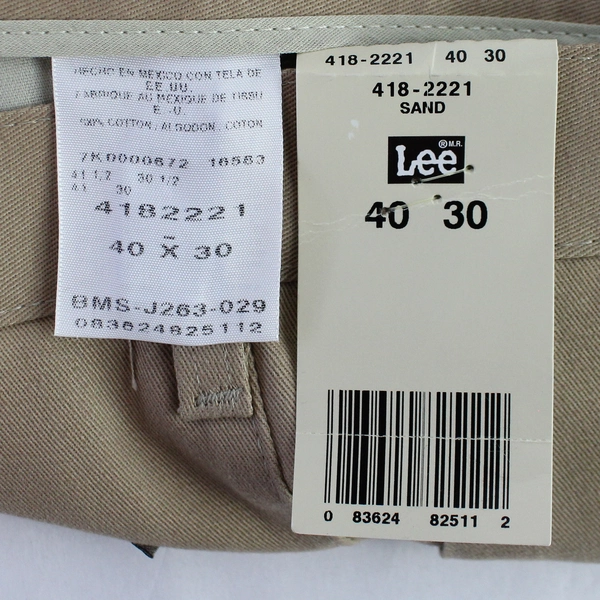 HECHO EN MEXICO CON TELA DE
EE.UU.
FABRIQUE AU MEXIQUE DE TISSU
E.-U.
100% COTTON/ALGODON/COTON
7K0000672 16563
41 1/2 30 1/2
41 30
4182221
40 X 30
BMS-J263-029
083624825112
418-2221 40 30
418-2221
SAND
Lee ® M.R.
40 30
0 83624 82511 2